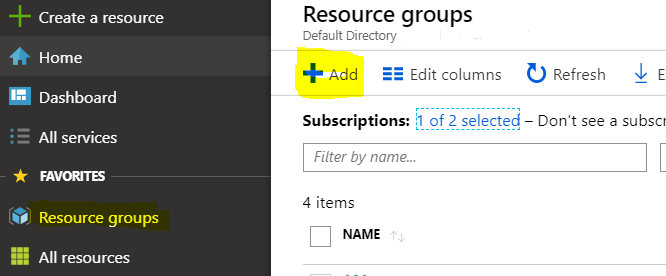 Create a resource
Home
Dashboard
All services
FAVORITES
Resource groups
All resources
Resource groups
Default Directory
Add Edit columns Refresh
Subscriptions: 1 of 2 selected – Don't see a subscr
Filter by name...
4 items
NAME